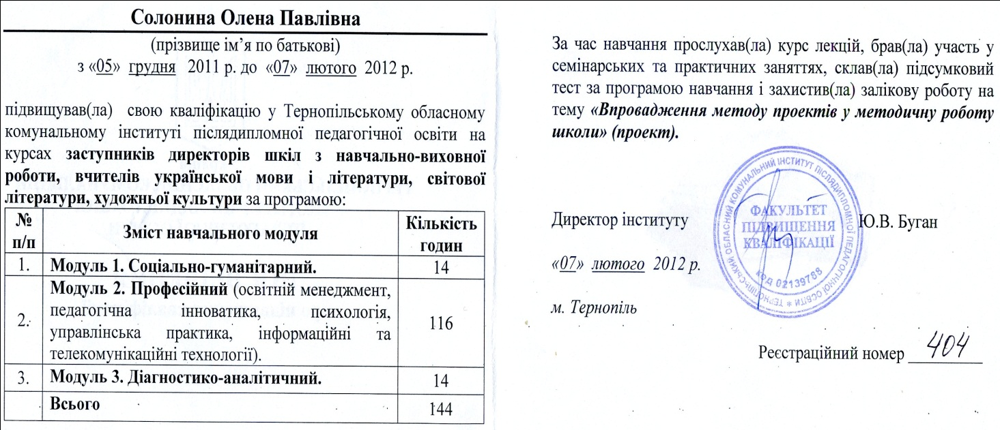 Солонина Олена Павлівна
(прізвище ім’я по батькові)
з «05» грудня 2011 р. до «07» лютого 2012 р.
підвищував(ла) свою кваліфікацію у Тернопільському обласному
комунальному інституті післядипломної педагогічної освіти на
курсах заступників директорів шкіл з навчально-виховної
роботи, вчителів української мови і літератури, світової
літератури, художньої культури за програмою:
№ п/п Зміст навчального модуля Кількість годин
1. Модуль 1. Соціально-гуманітарний. 14
2. Модуль 2. Професійний (освітній менеджмент,
педагогічна інноватика, психологія,
управлінська практика, інформаційні та
телекомунікаційні технології). 116
3. Модуль 3. Діагностико-аналітичний. 14
Всього 144
За час навчання прослухав(ла) курс лекцій, брав(ла) участь у
семінарських та практичних заняттях, склав(ла) підсумковий
тест за програмою навчання і захистив(ла) залікову роботу на
тему «Впровадження методу проектів у методичну роботу
школи» (проект).
Директор інституту Ю.В. Буган
«07» лютого 2012 р.
м. Тернопіль
Реєстраційний номер 404
ТЕРНОПІЛЬСЬКИЙ ОБЛАСНИЙ КОМУНАЛЬНИЙ ІНСТИТУТ ПІСЛЯДИПЛОМНОЇ ПЕДАГОГІЧНОЇ ОСВІТИ *
ФАКУЛЬТЕТ
ПІДВИЩЕННЯ
КВАЛІФІКАЦІЇ
КОД 02139788